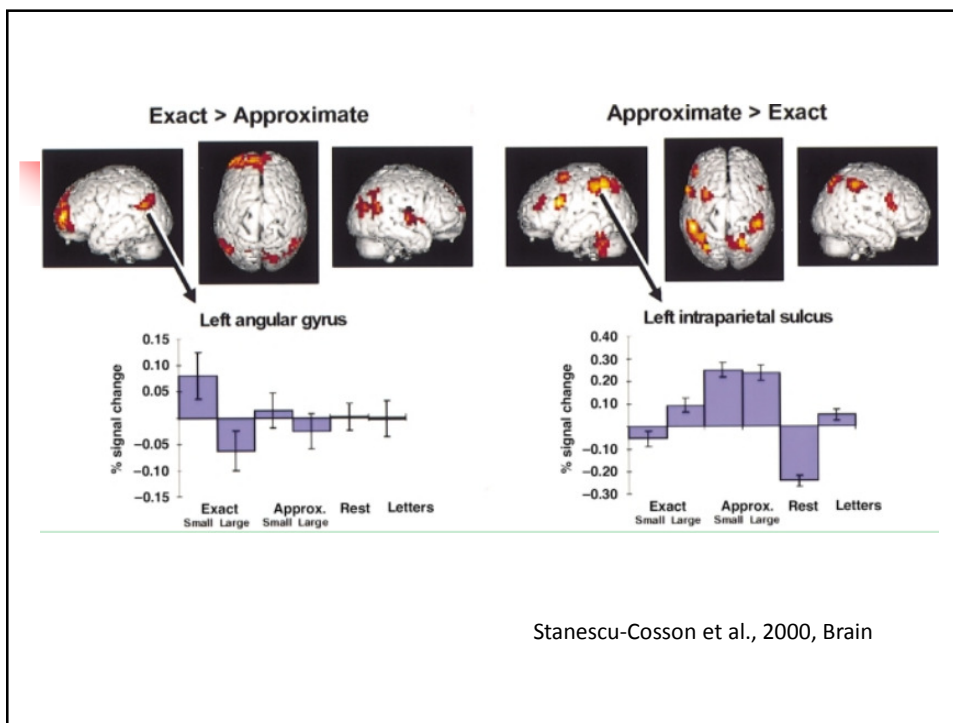 Exact > Approximate
Left angular gyrus
% signal change
0.15
0.10
0.05
−0.05
−0.10
−0.15
Exact Approx. Rest Letters
Small Large Small Large
Approximate > Exact
Left intraparietal sulcus
% signal change
0.40
0.30
0.20
0.10
−0.10
−0.20
−0.30
Exact Approx. Rest Letters
Small Large Small Large
Stanescu-Cosson et al., 2000, Brain